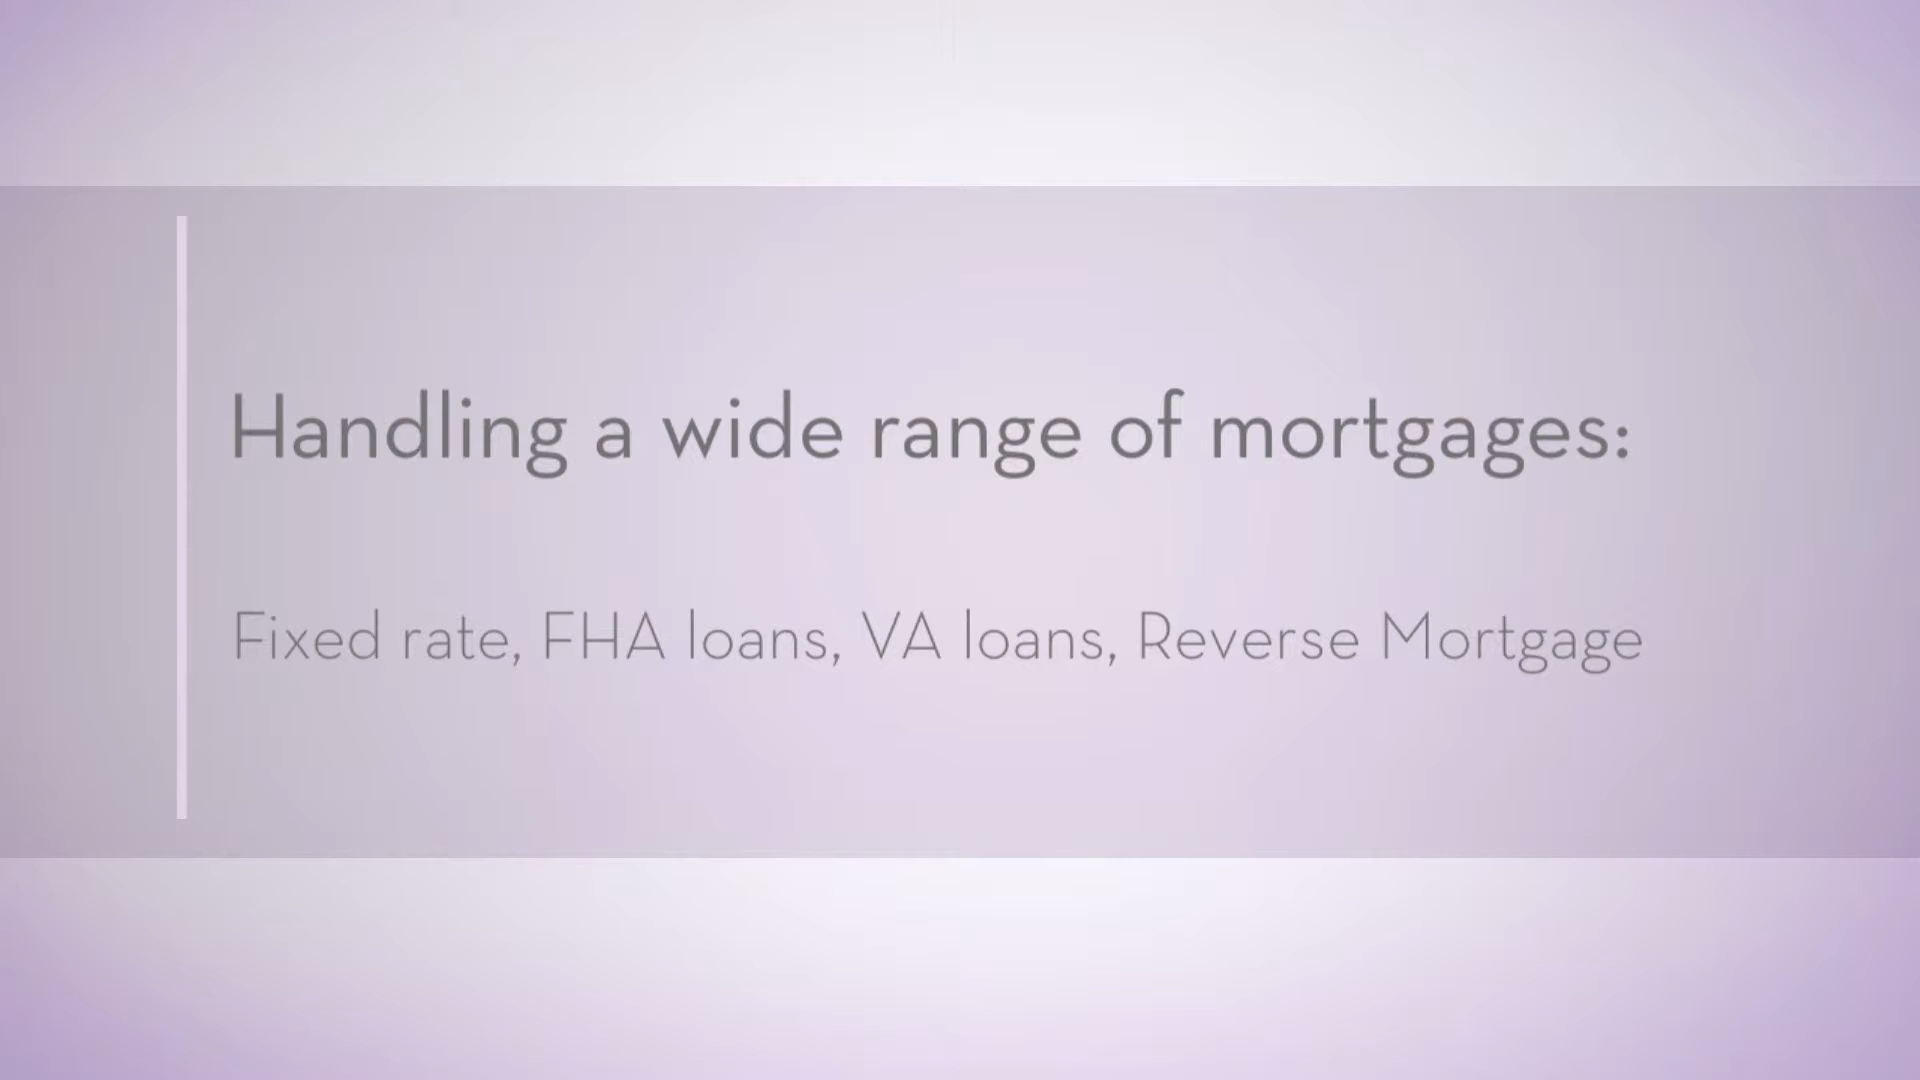 Handling a wide range of mortgages:
Fixed rate, FHA loans, VA loans, Reverse Mortgage